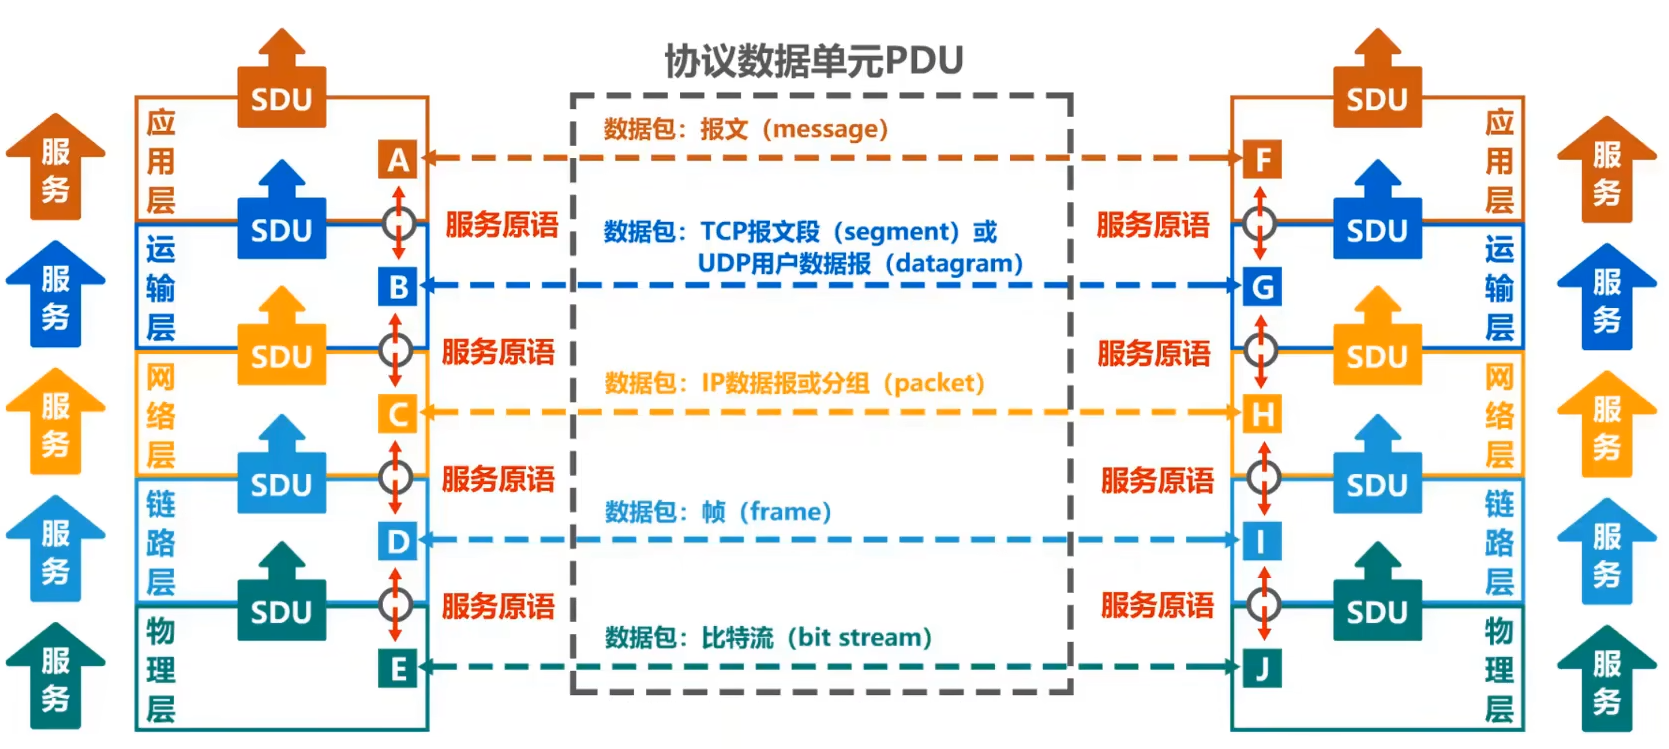 协议数据单元PDU
SDU
SDU
应用层
数据包：报文（message）
应用层
服务
A
F
服务
SDU
服务原语
数据包：TCP报文段（segment）或
UDP用户数据报（datagram）
服务原语
SDU
运输层
运输层
服务
B
G
服务
SDU
服务原语
服务原语
SDU
网络层
数据包：IP数据报或分组（packet）
网络层
服务
C
H
服务
SDU
服务原语
服务原语
SDU
链路层
数据包：帧（frame）
链路层
服务
D
I
服务
SDU
服务原语
服务原语
SDU
物理层
数据包：比特流（bit stream）
物理层
服务
E
J
服务